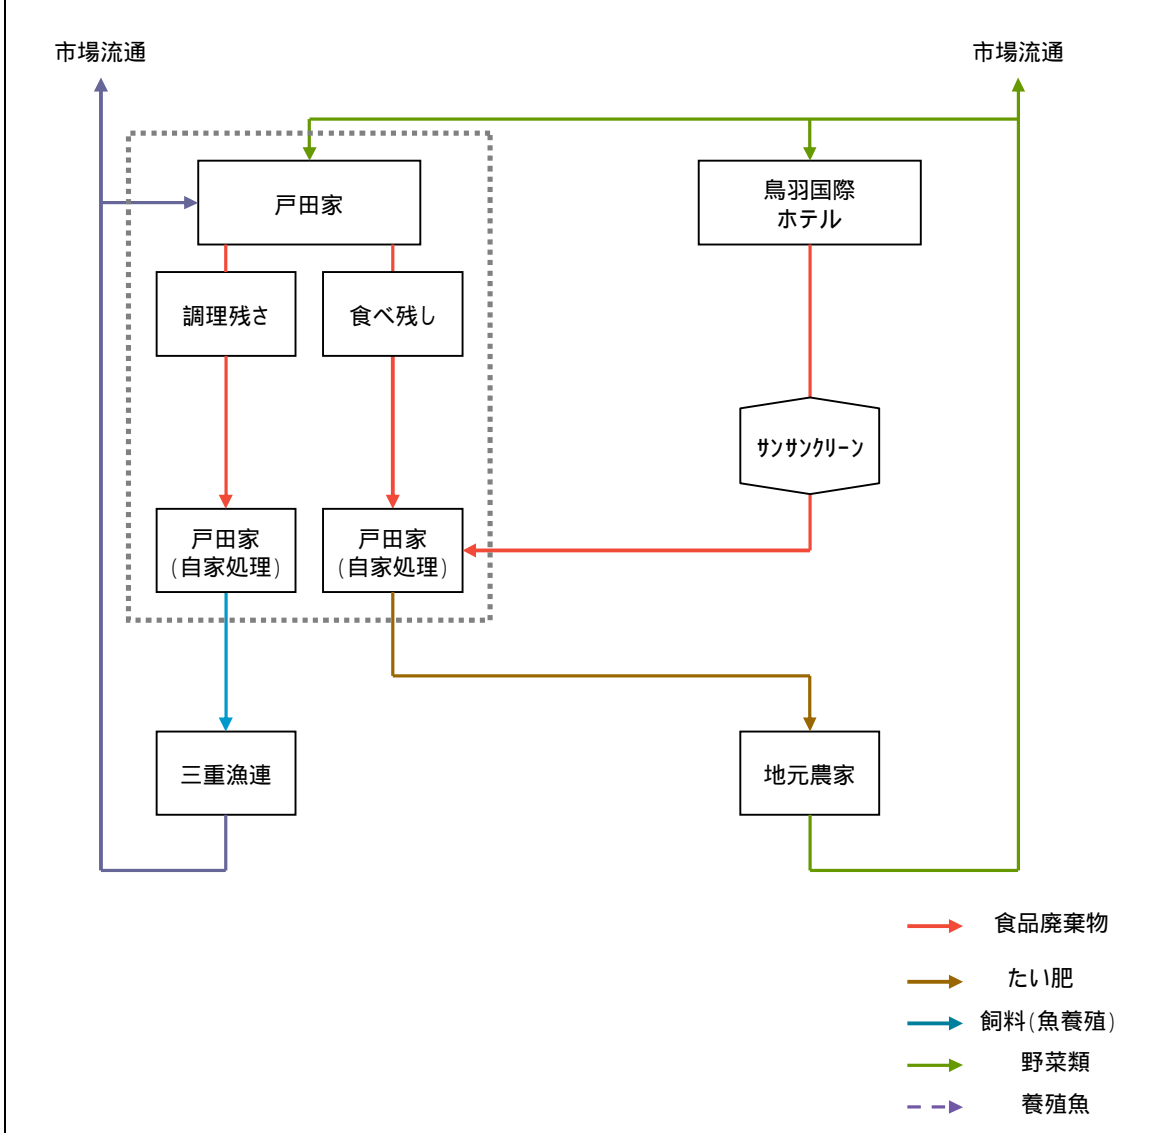 市場流通
市場流通
戸田家
鳥羽国際
ホテル
調理残さ
食べ残し
サンサンクリーン
戸田家
(自家処理)
戸田家
(自家処理)
三重漁連
地元農家
食品廃棄物
たい肥
飼料(魚養殖)
野菜類
養殖魚